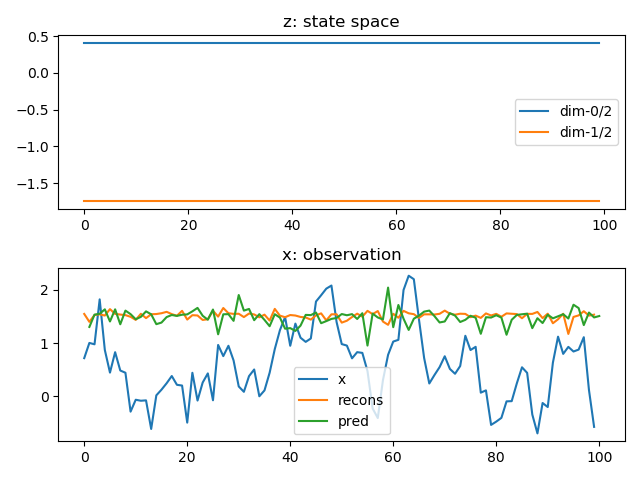 z: state space
0.5
0.0
−0.5
−1.0
−1.5
dim-0/2
dim-1/2
0 20 40 60 80 100
x: observation
2
1
0
x
recons
pred
0 20 40 60 80 100